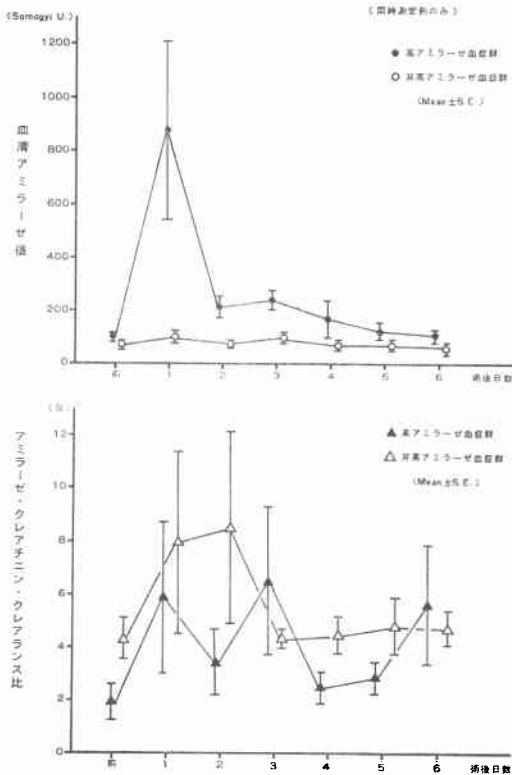 (Somogyi U.)
(同時測定例のみ)
● 高アミラーゼ血症群
○ 非高アミラーゼ血症群
(Mean±S.E.)
血清アミラーゼ値
1200
1000
800
600
400
200
0
前 1 2 3 4 5 6 術後日数
(%)
▲ 高アミラーゼ血症群
△ 非高アミラーゼ血症群
(Mean±S.E.)
アミラーゼ・クレアチニン・クレアランス比
12
10
8
6
4
2
0
前 1 2 3 4 5 6 術後日数